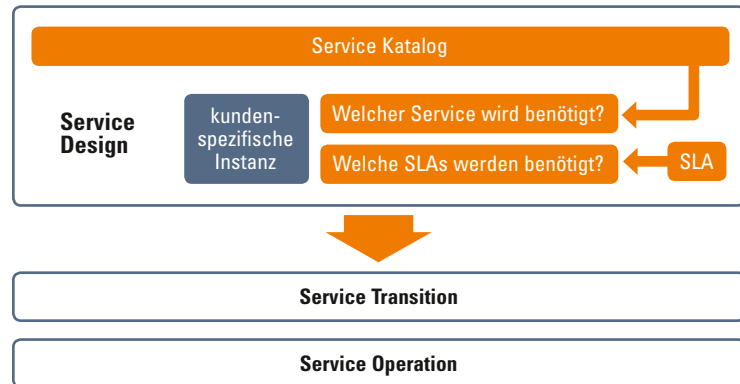 Service Katalog
Service
Design
kunden-
spezifische
Instanz
Welcher Service wird benötigt?
Welche SLAs werden benötigt?
SLA
Service Transition
Service Operation